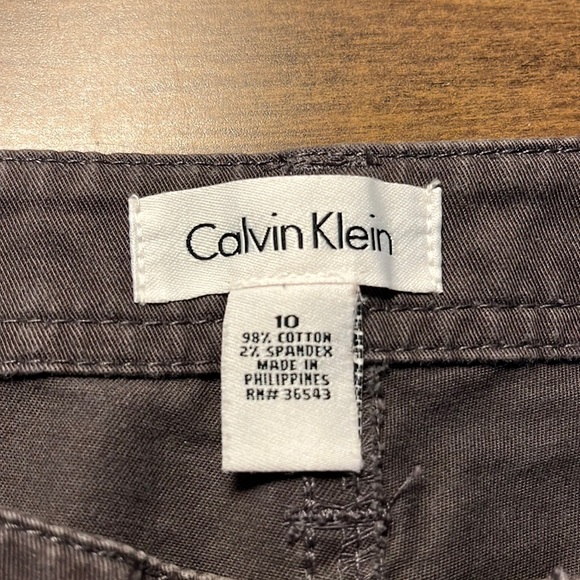 Calvin Klein
10
98% COTTON
2% SPANDEX
MADE IN
PHILIPPINES
RN# 36543